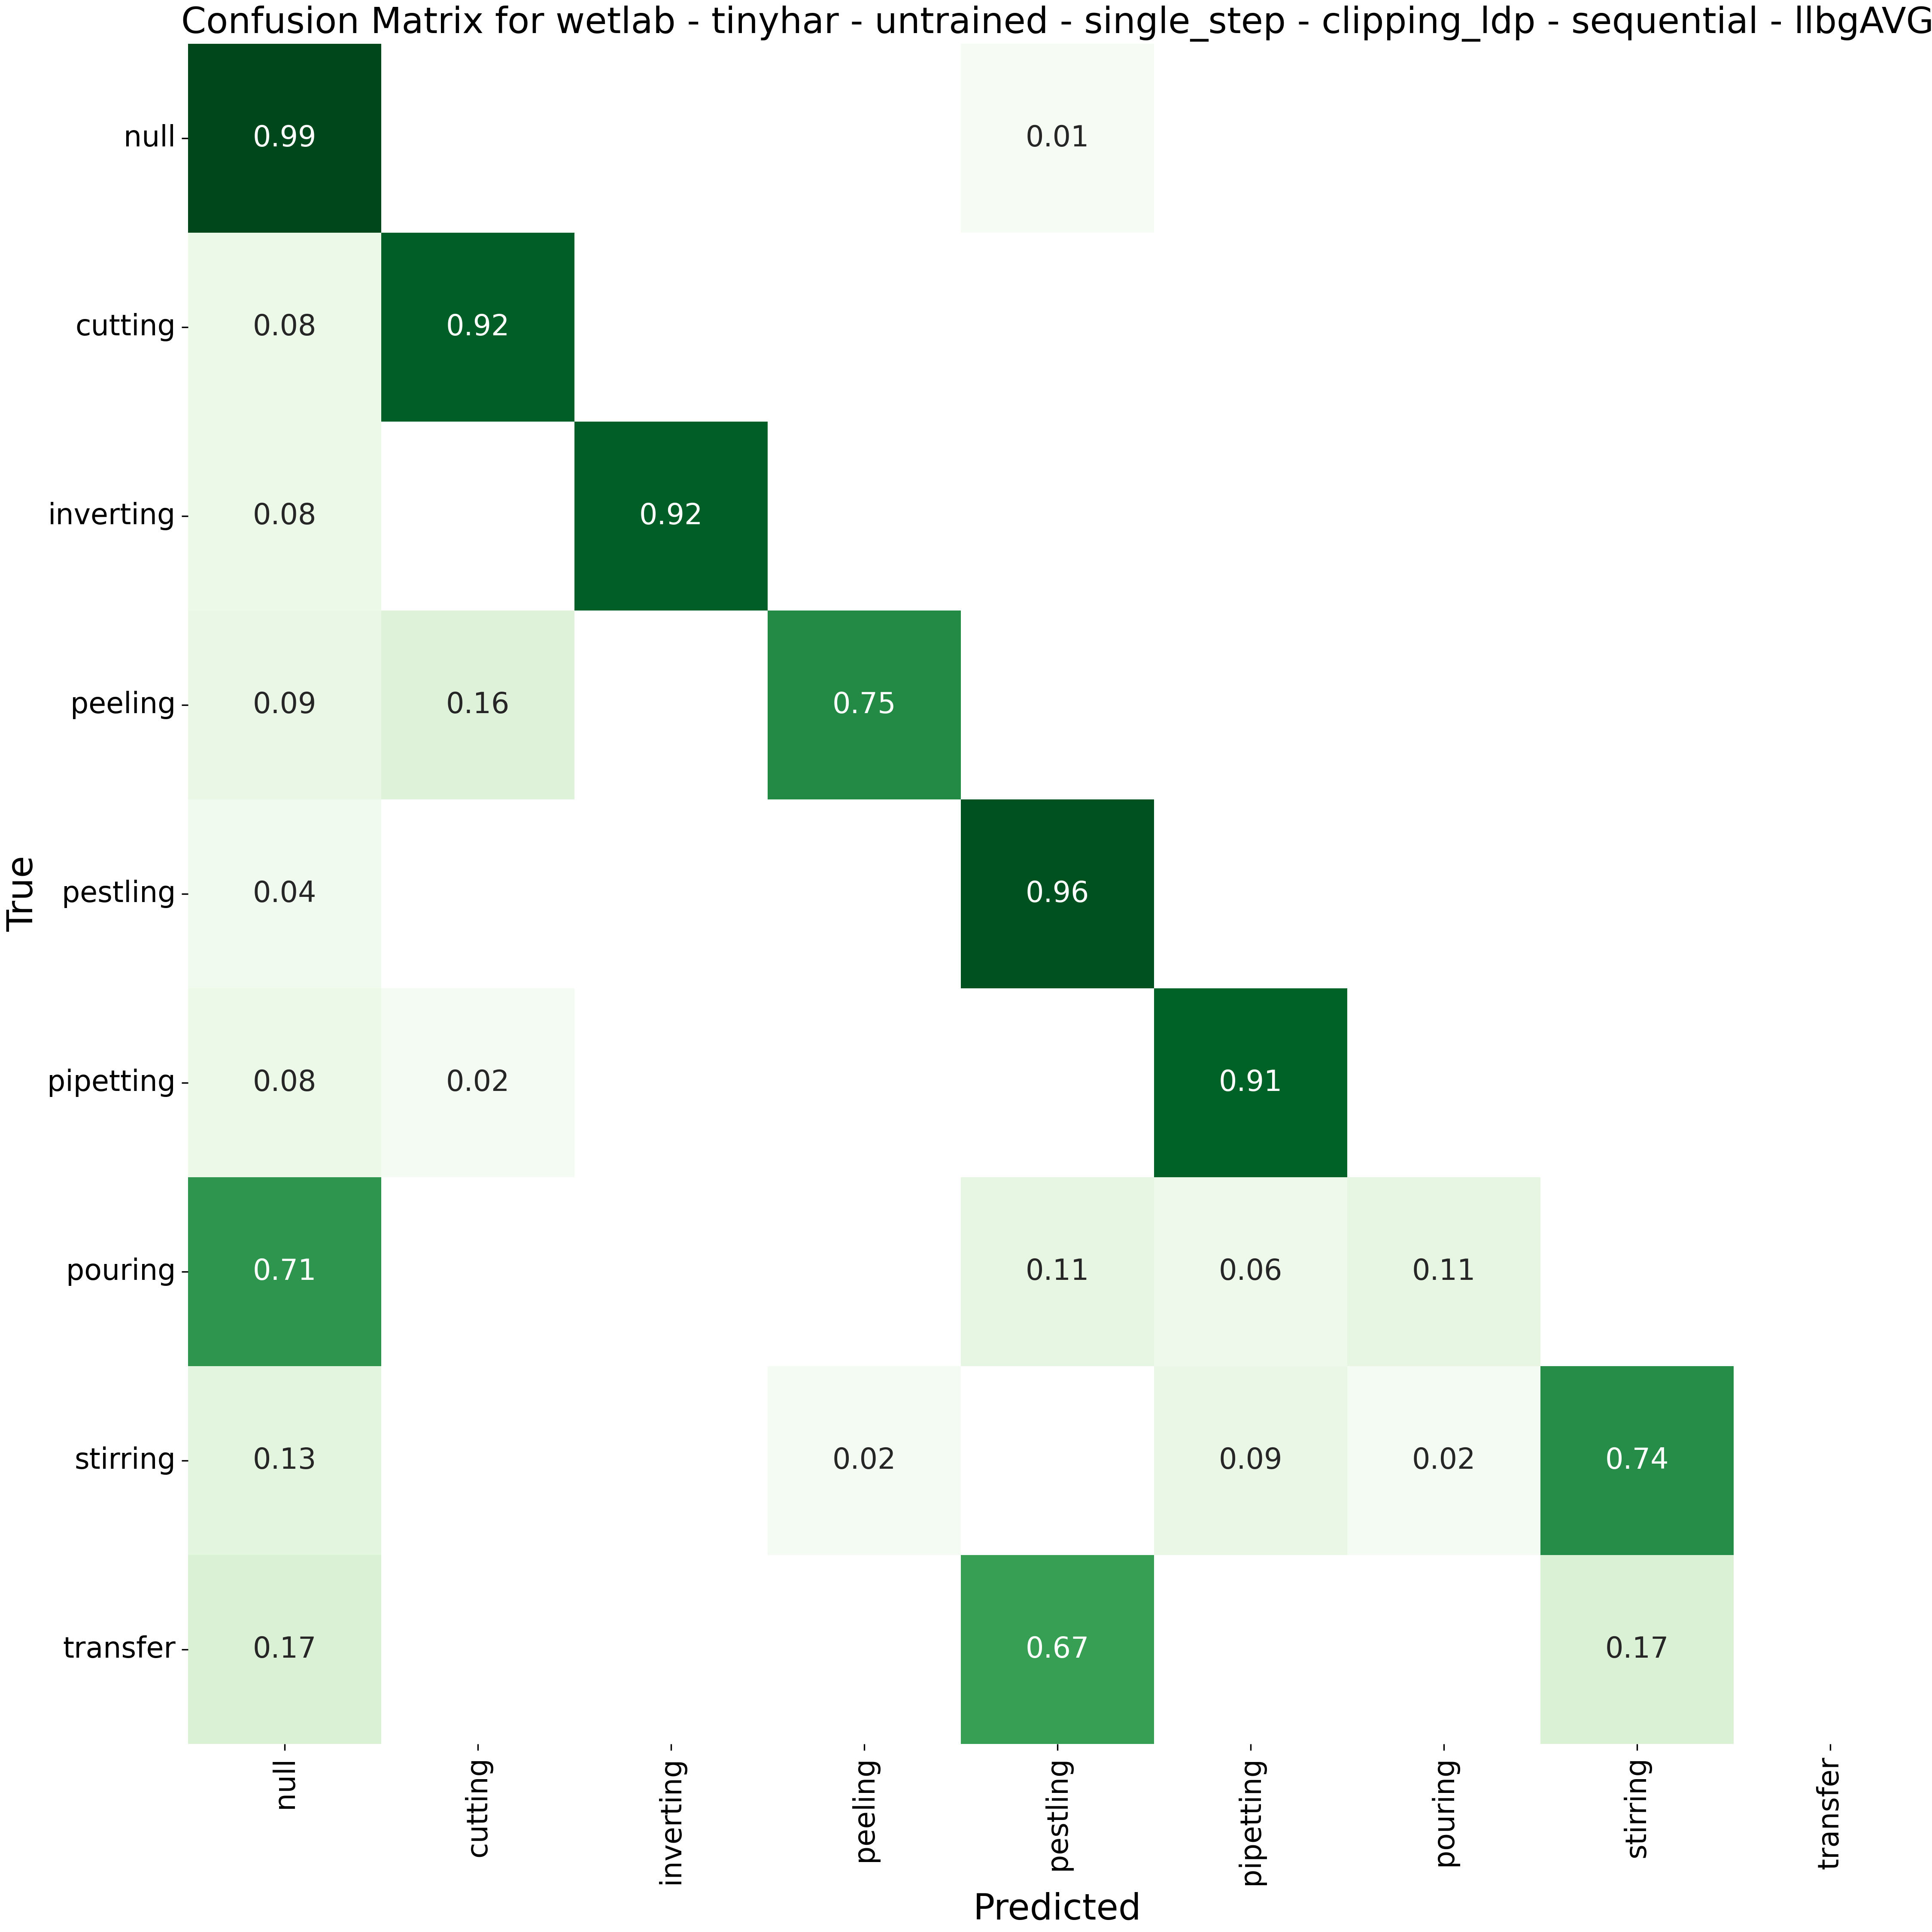 Confusion Matrix for wetlab - tinyhar - untrained - single_step - clipping_ldp - sequential - llbgAVG
null 0.99 0.01
cutting 0.08 0.92
inverting 0.08 0.92
peeling 0.09 0.16 0.75
pestling 0.04 0.96
pipetting 0.08 0.02 0.91
pouring 0.71 0.11 0.06 0.11
stirring 0.13 0.02 0.09 0.02 0.74
transfer 0.17 0.67 0.17
True
null cutting inverting peeling pestling pipetting pouring stirring transfer
Predicted